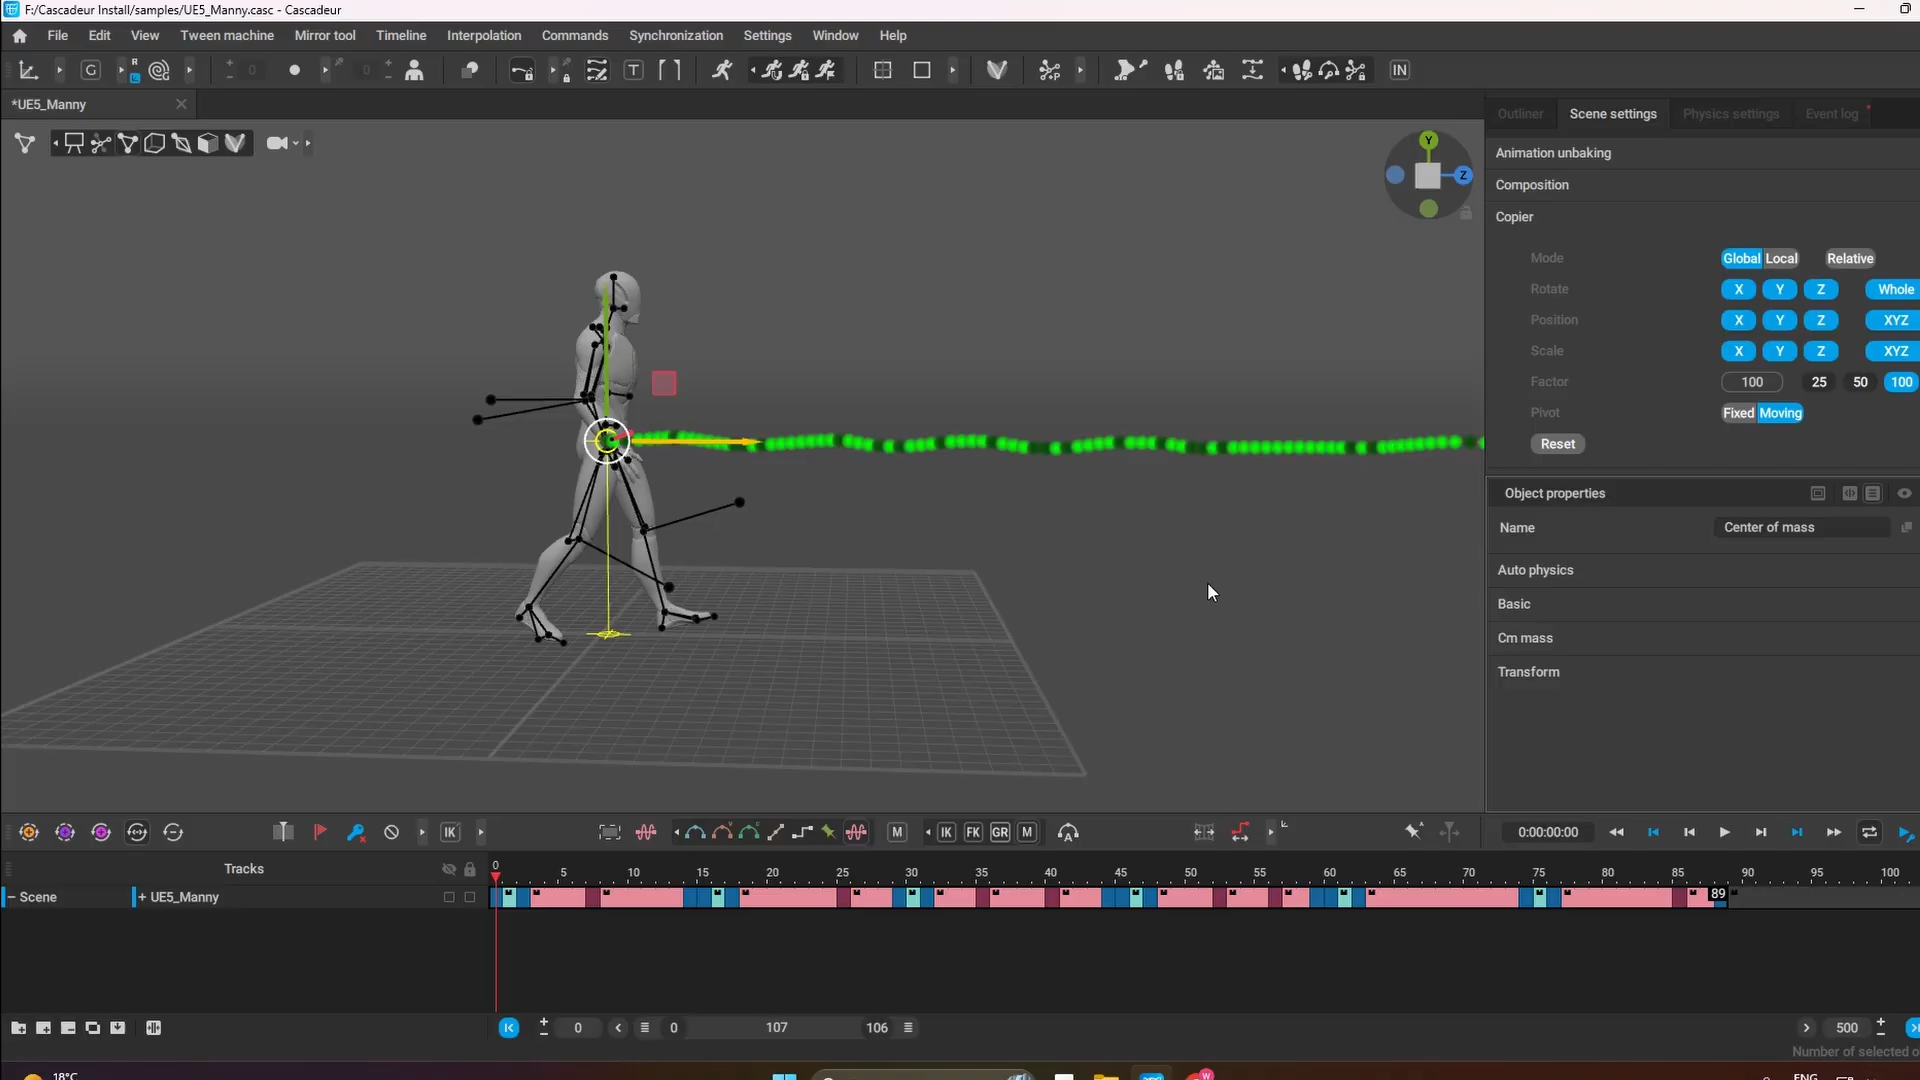 F:/Cascadeur Install/samples/UE5_Manny.casc - Cascadeur
File Edit View Tween machine Mirror tool Timeline Interpolation Commands Synchronization Settings Window Help
G R 0 0 T IN
*UE5_Manny
Outliner Scene settings Physics settings Event log
Y
Z
Animation unbaking
Composition
Copier
Mode Global Local Relative
Rotate X Y Z Whole
Position X Y Z XYZ
Scale X Y Z XYZ
Factor 100 25 50 100
Pivot Fixed Moving
Reset
Object properties
Name Center of mass
Auto physics
Basic
Cm mass
Transform
IK M IK FK GR M 0:00:00:00
Tracks
0 5 10 15 20 25 30 35 40 45 50 55 60 65 70 75 80 85 90 95 100
Scene + UE5_Manny 89
0 0 107 106 500
Number of selected o
18°C ENG